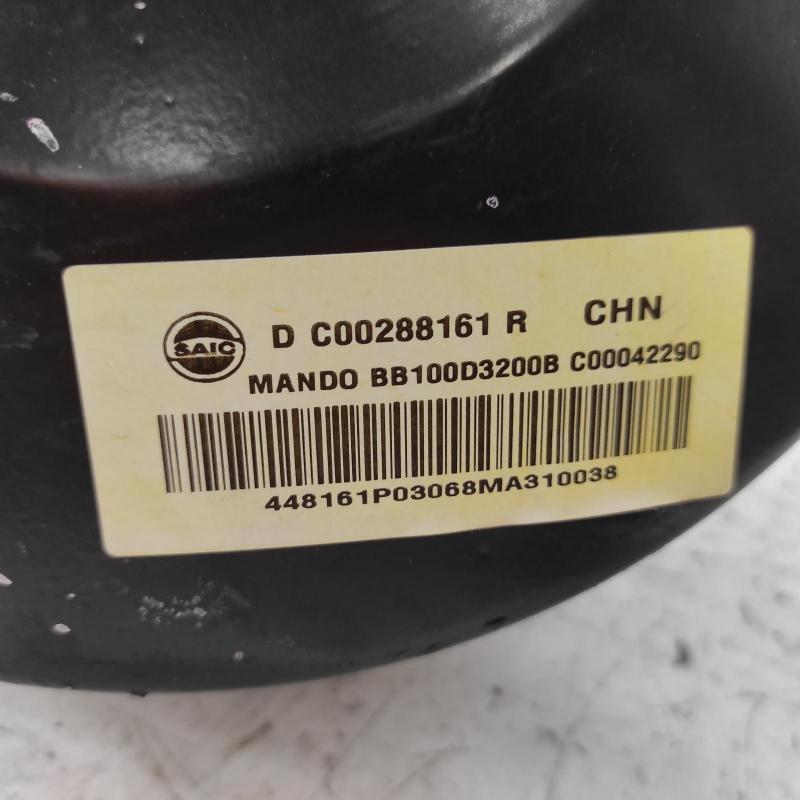 SAIC
D C00288161 R CHN
MANDO BB100D3200B C00042290
448161P03068MA310038